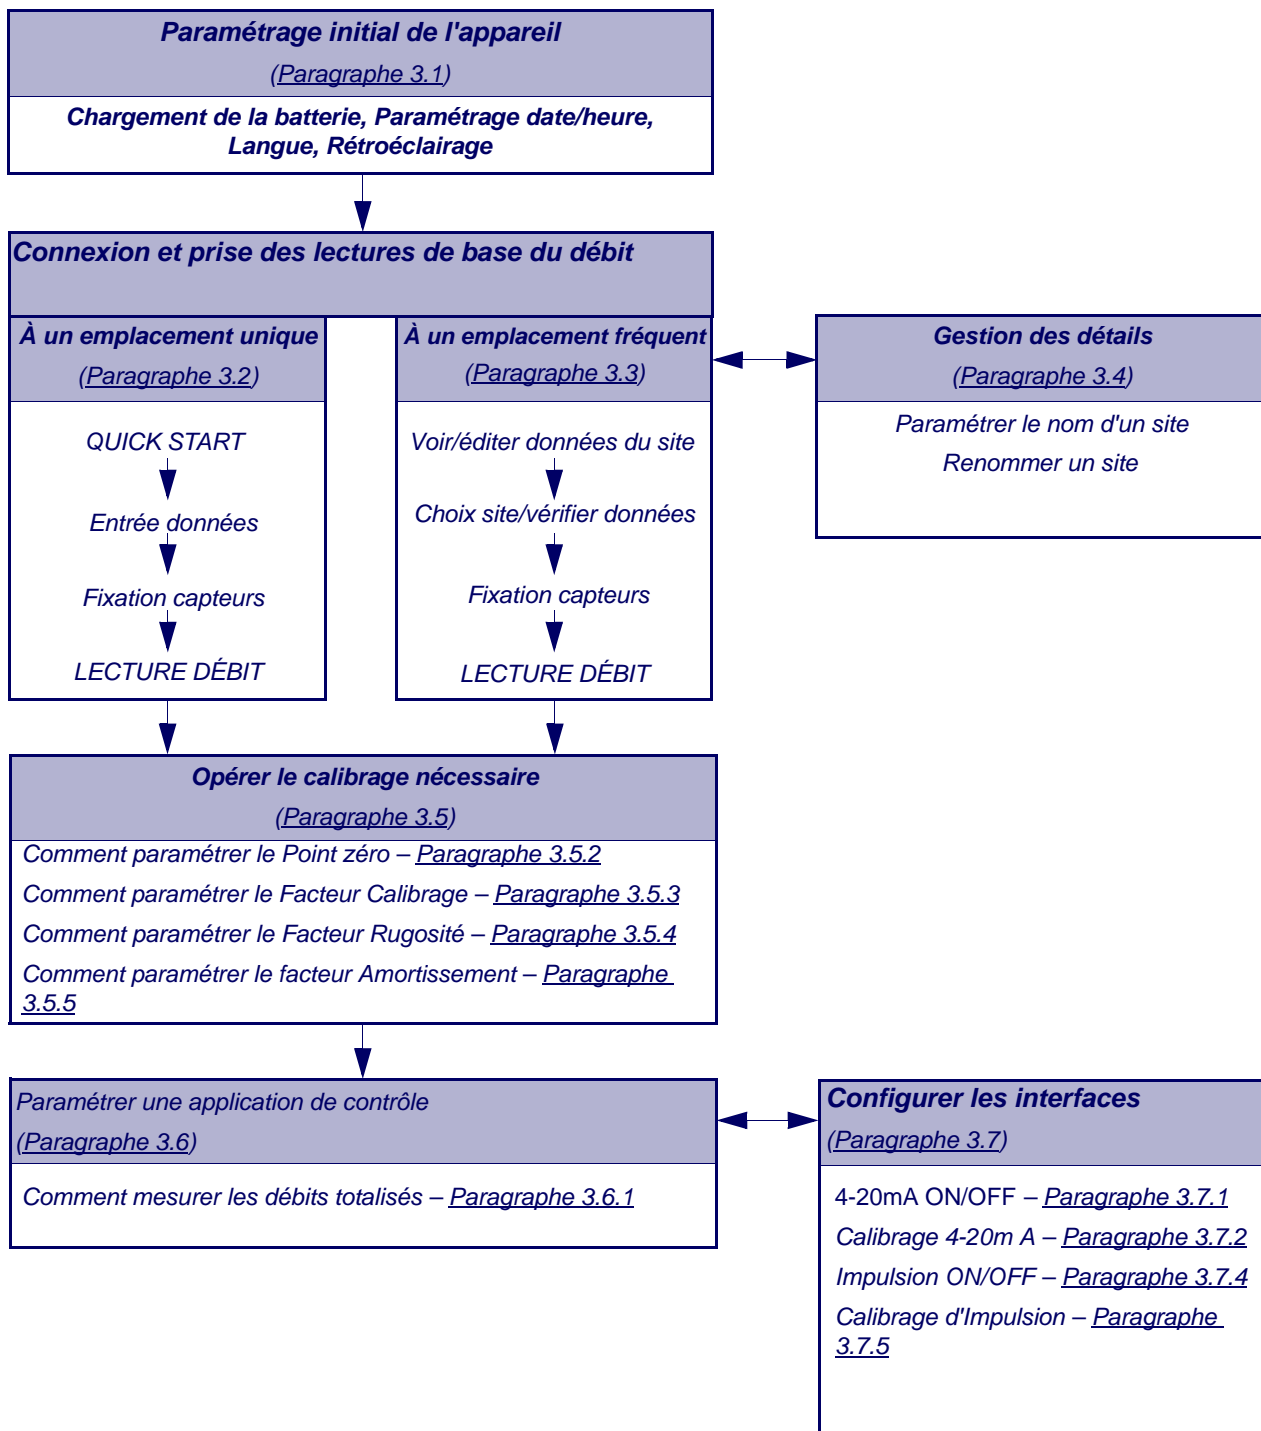 Paramétrage initial de l'appareil
(Paragraphe 3.1)
Chargement de la batterie, Paramétrage date/heure,
Langue, Rétroéclairage
Connexion et prise des lectures de base du débit
À un emplacement unique
(Paragraphe 3.2)
QUICK START
Entrée données
Fixation capteurs
LECTURE DÉBIT
À un emplacement fréquent
(Paragraphe 3.3)
Voir/éditer données du site
Choix site/vérifier données
Fixation capteurs
LECTURE DÉBIT
Gestion des détails
(Paragraphe 3.4)
Paramétrer le nom d'un site
Renommer un site
Opérer le calibrage nécessaire
(Paragraphe 3.5)
Comment paramétrer le Point zéro – Paragraphe 3.5.2
Comment paramétrer le Facteur Calibrage – Paragraphe 3.5.3
Comment paramétrer le Facteur Rugosité – Paragraphe 3.5.4
Comment paramétrer le facteur Amortissement – Paragraphe
3.5.5
Paramétrer une application de contrôle
(Paragraphe 3.6)
Comment mesurer les débits totalisés – Paragraphe 3.6.1
Configurer les interfaces
(Paragraphe 3.7)
4-20mA ON/OFF – Paragraphe 3.7.1
Calibrage 4-20m A – Paragraphe 3.7.2
Impulsion ON/OFF – Paragraphe 3.7.4
Calibrage d'Impulsion – Paragraphe
3.7.5